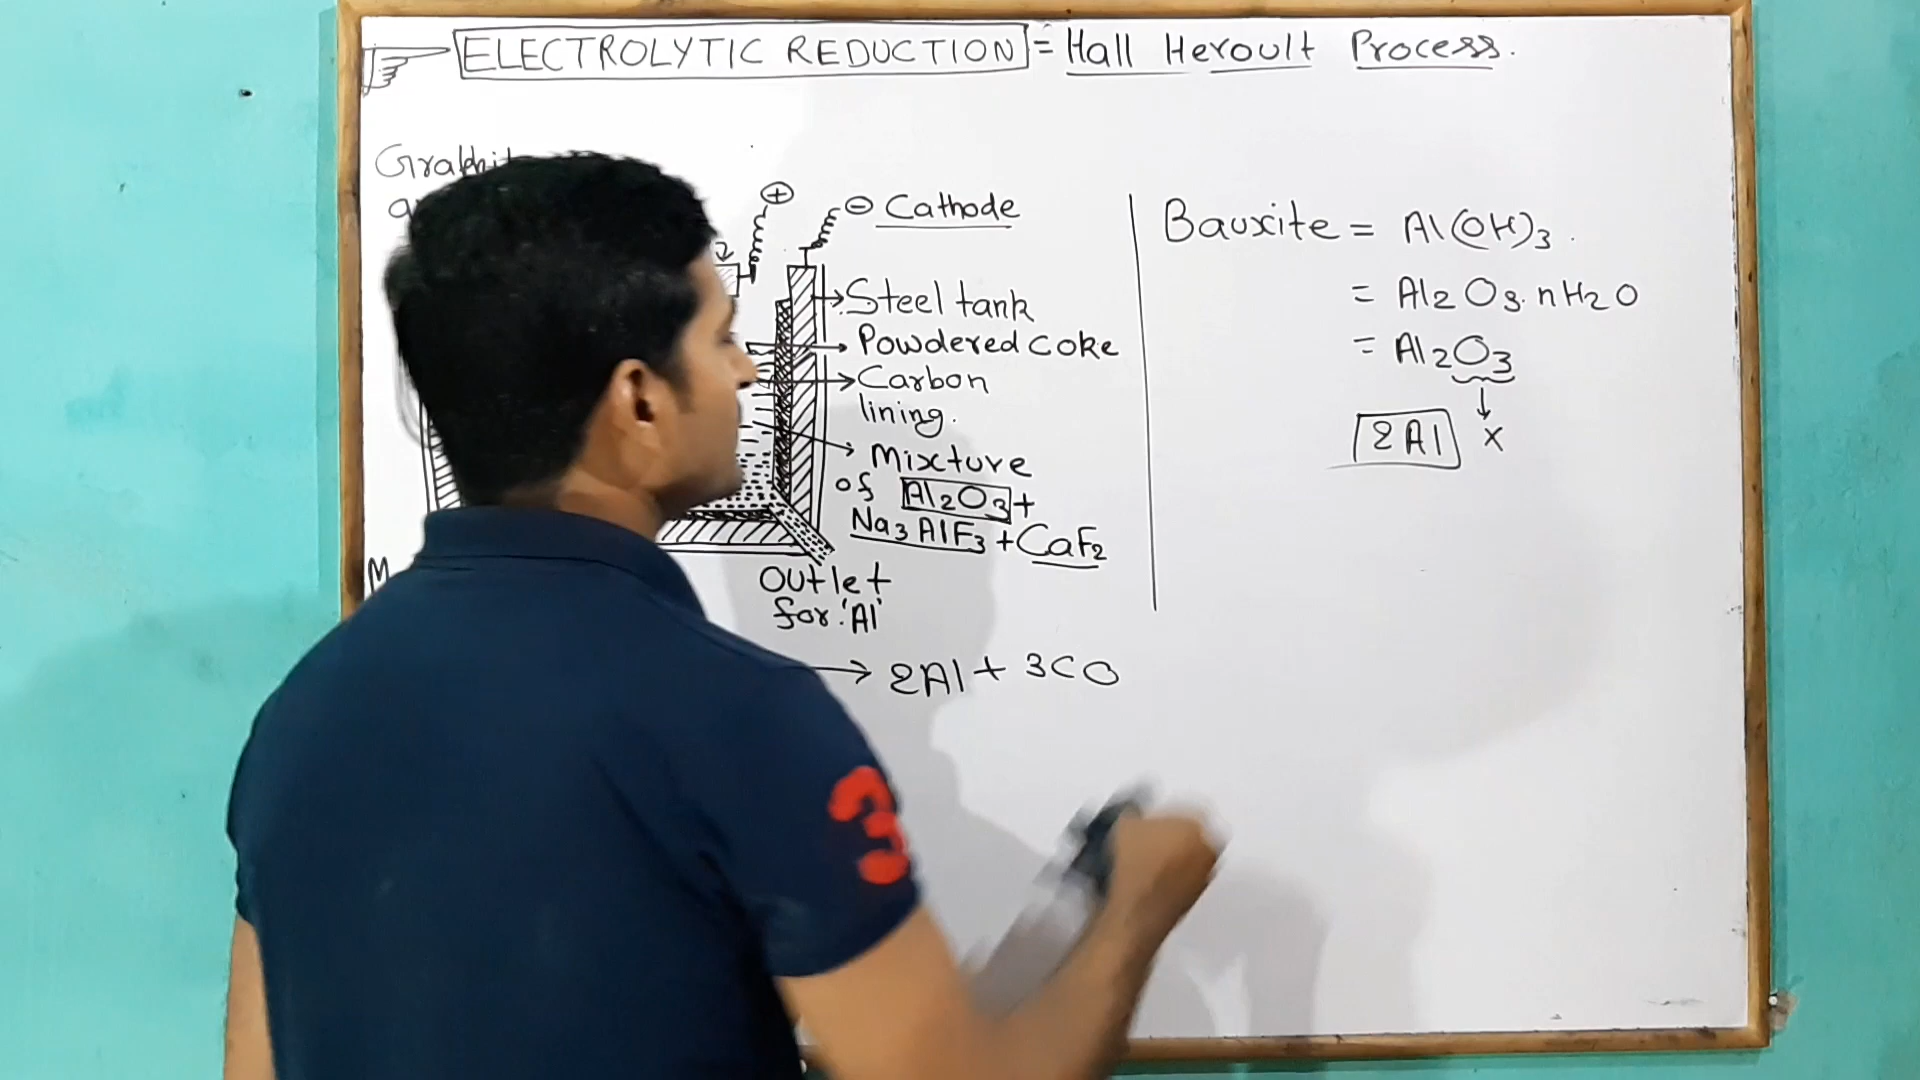 ELECTROLYTIC REDUCTION = Hall Heroult Process.
+
- Cathode
Steel tank
Powdered coke
Carbon
lining.
Mixture
of Al2O3 +
Na3AlF3 + CaF2
Outlet
for 'Al'
→ 2Al + 3CO
Bauxite = Al(OH)3.
= Al2O3.nH2O
= Al2O3
2Al x
3